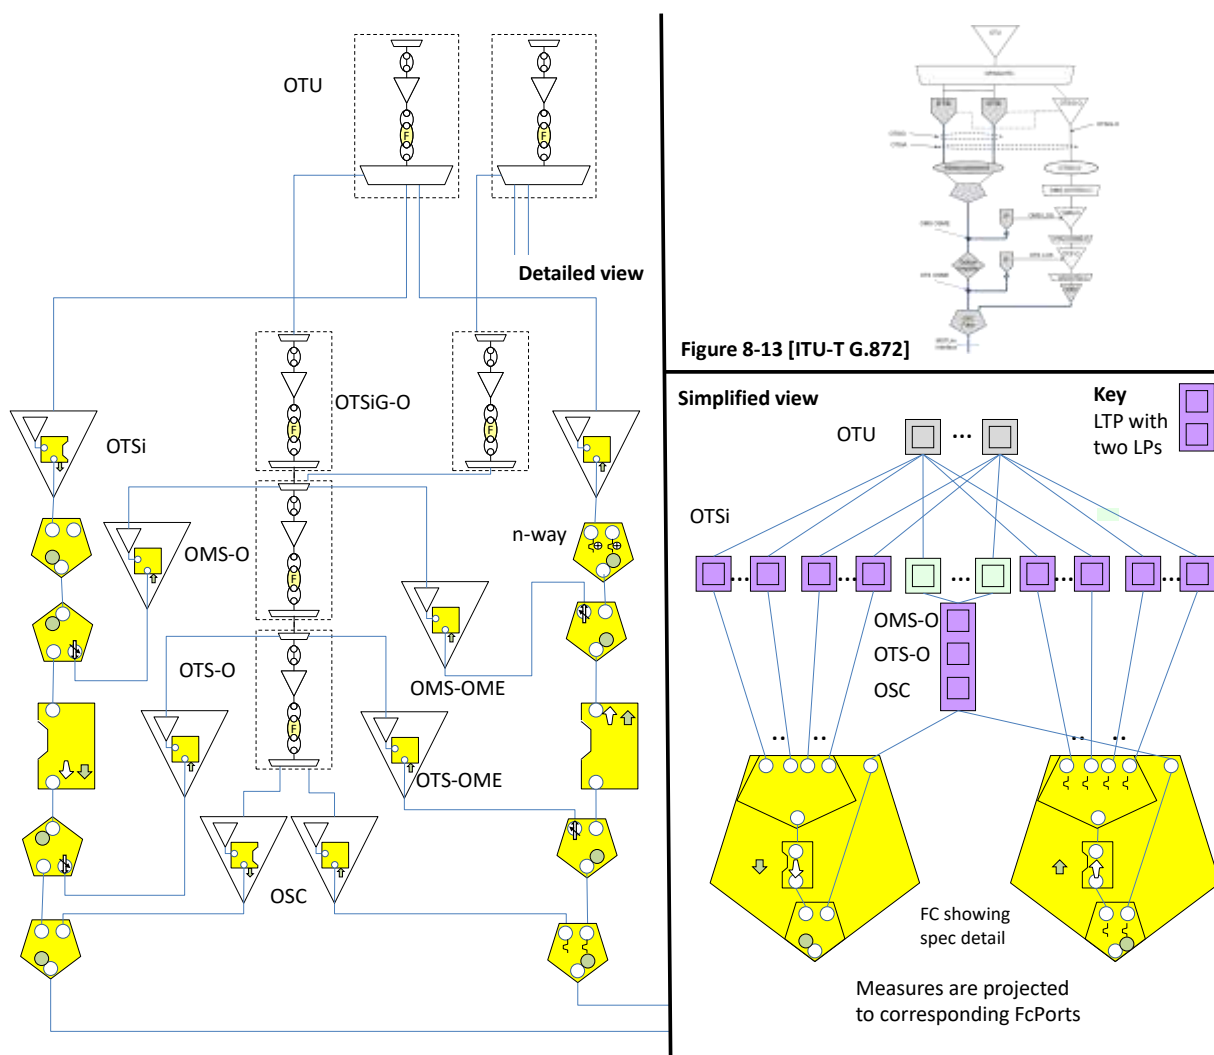 OTU
Detailed view
OTSiG-O
OTSi
OMS-O
n-way
OTS-O
OMS-OME
OTS-OME
OSC
F
F
F
F
F
F
OTU
Figure 8-13 [ITU-T G.872]
Simplified view
Key
LTP with
two LPs
OTU
...
OTSi
... ... ... ... ...
OMS-O
OTS-O
OSC
.. .. .. ..
FC showing
spec detail
Measures are projected
to corresponding FcPorts